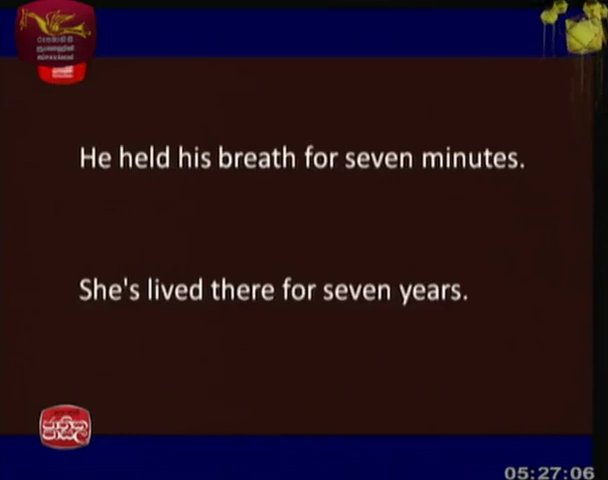 He held his breath for seven minutes.
She's lived there for seven years.
05:27:06